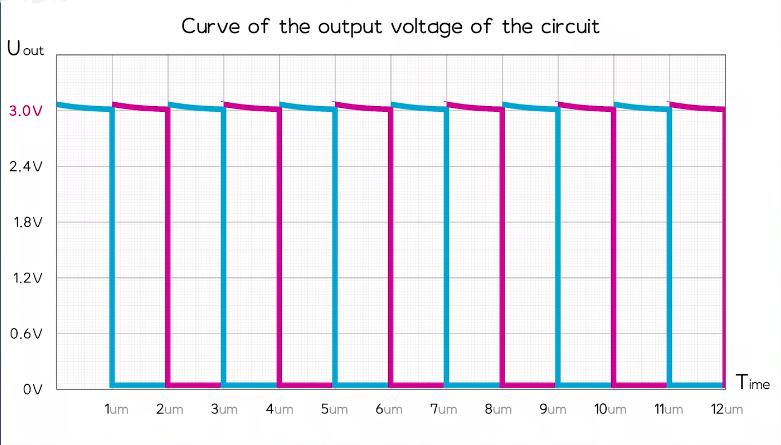 Curve of the output voltage of the circuit
Uout
3.0V
2.4V
1.8V
1.2V
0.6V
0V
Time
1um 2um 3um 4um 5um 6um 7um 8um 9um 10um 11um 12um